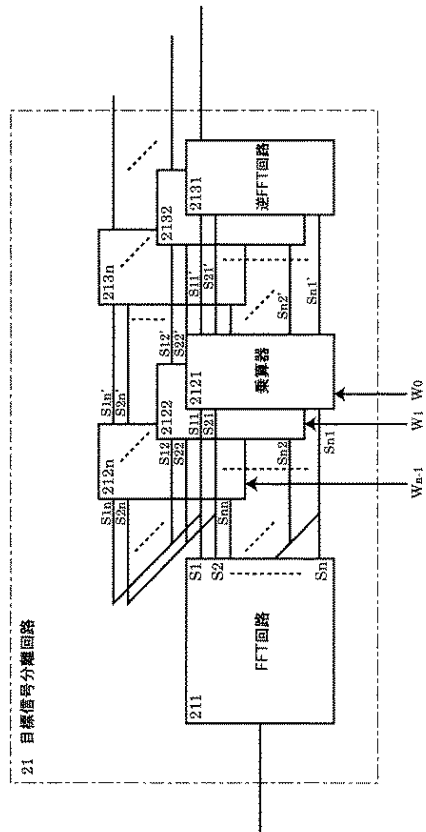 21 目標信号分離回路
211
FFT回路
S1
S2
Sn
S1n
S2n
Snn
S12
S22
Sn2
S11
S21
Sn1
212n
2122
2121
乗算器
Wn-1
W1
W0
S1n'
S2n'
S12'
S22'
S11'
S21'
Sn2'
Sn1'
213n
2132
2131
逆FFT回路